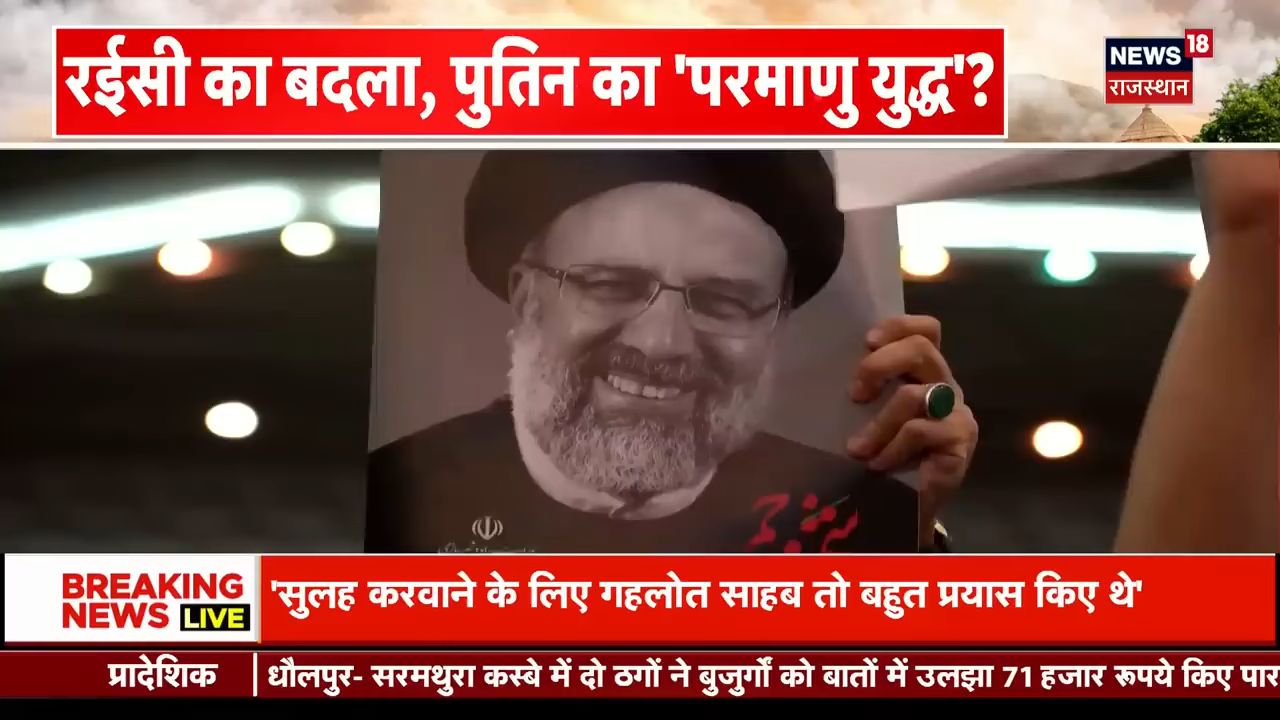 रईसी का बदला, पुतिन का 'परमाणु युद्ध'?
NEWS 18
राजस्थान
BREAKING
NEWS LIVE
'सुलह करवाने के लिए गहलोत साहब तो बहुत प्रयास किए थे'
प्रादेशिक
धौलपुर- सरमथुरा कस्बे में दो ठगों ने बुजुर्गों को बातों में उलझा 71 हजार रूपये किए पार